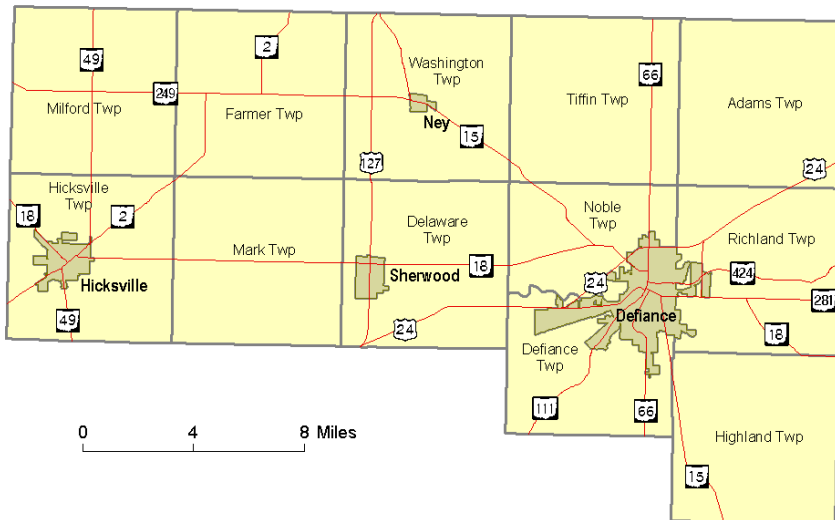 2
49
Washington
Twp
66
249
Milford Twp
Farmer Twp
Tiffin Twp
Adams Twp
Ney
15
127
24
Hicksville
Twp
18
2
Delaware
Twp
Noble
Twp
Mark Twp
Richland Twp
18
Sherwood
24
424
Hicksville
49
24
Defiance
281
18
Defiance
Twp
111
66
Highland Twp
0 4 8 Miles
15